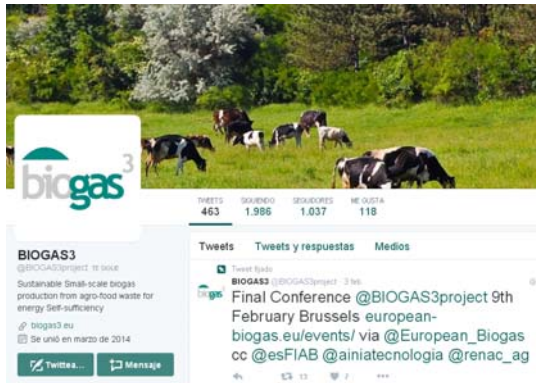 biogas³
TWEETS SIGUIENDO SEGUIDORES ME GUSTA
463 1.986 1.037 118
BIOGAS3
@BIOGAS3project TE SIGUE
Sustainable Small-scale biogas
production from agro-food waste for
energy Self-sufficiency
biogas3.eu
Se unió en marzo de 2014
Twittea... Mensaje
Tweets Tweets y respuestas Medios
Tweet fijado
BIOGAS3 @BIOGAS3project · 3 feb.
biogas
Final Conference @BIOGAS3project 9th
February Brussels european-
biogas.eu/events/ via @European_Biogas
cc @esFIAB @ainiatecnologia @renac_ag
13 7